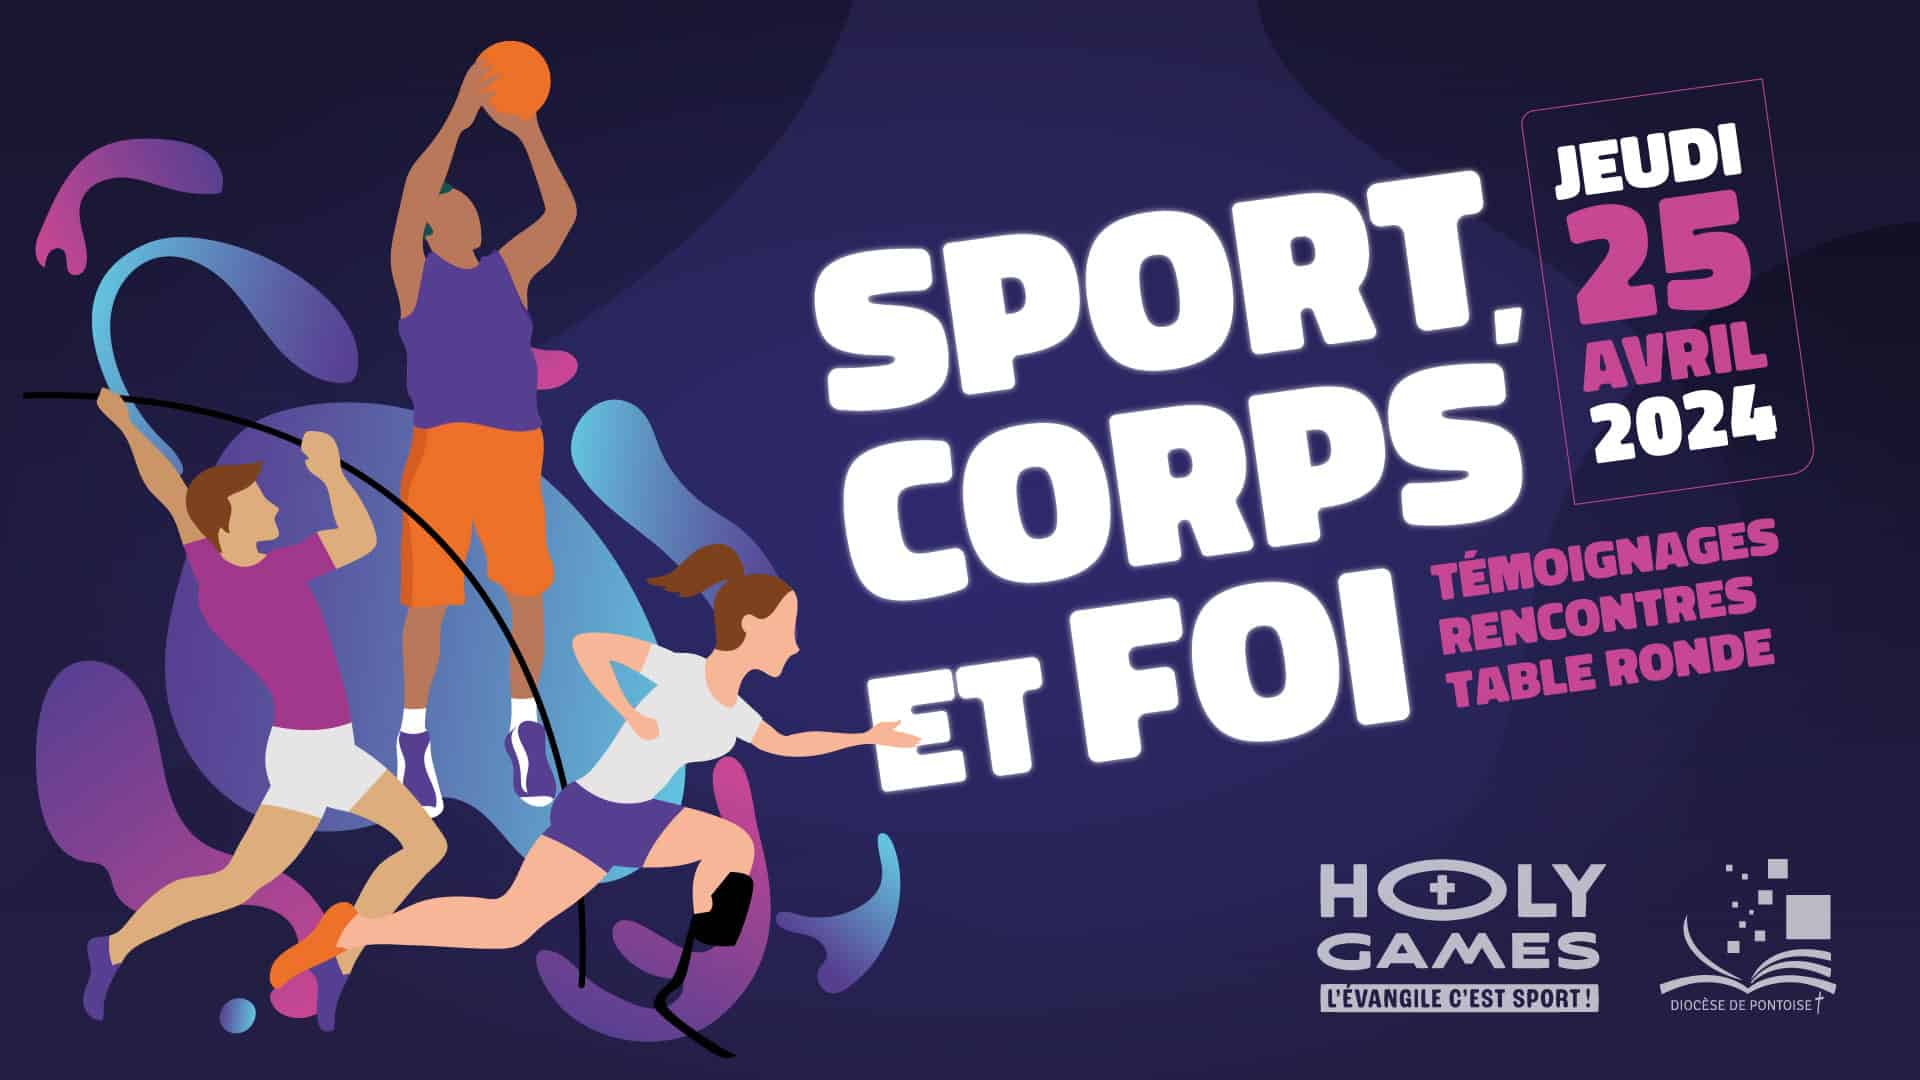 SPORT,
CORPS
ET FOI
JEUDI
25
AVRIL
2024
TÉMOIGNAGES
RENCONTRES
TABLE RONDE
HOLY
GAMES
L'ÉVANGILE C'EST SPORT !
DIOCÈSE DE PONTOISE